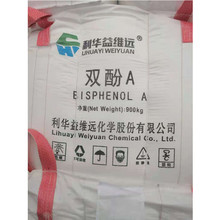 利华益维远
LIHUAYI WEIYUAN
双酚A
BISPHENOL A
净重(Net Weight): 900kg
利华益维远化学股份有限公司
Lihuayi Weiyuan Chemical Co., Ltd.